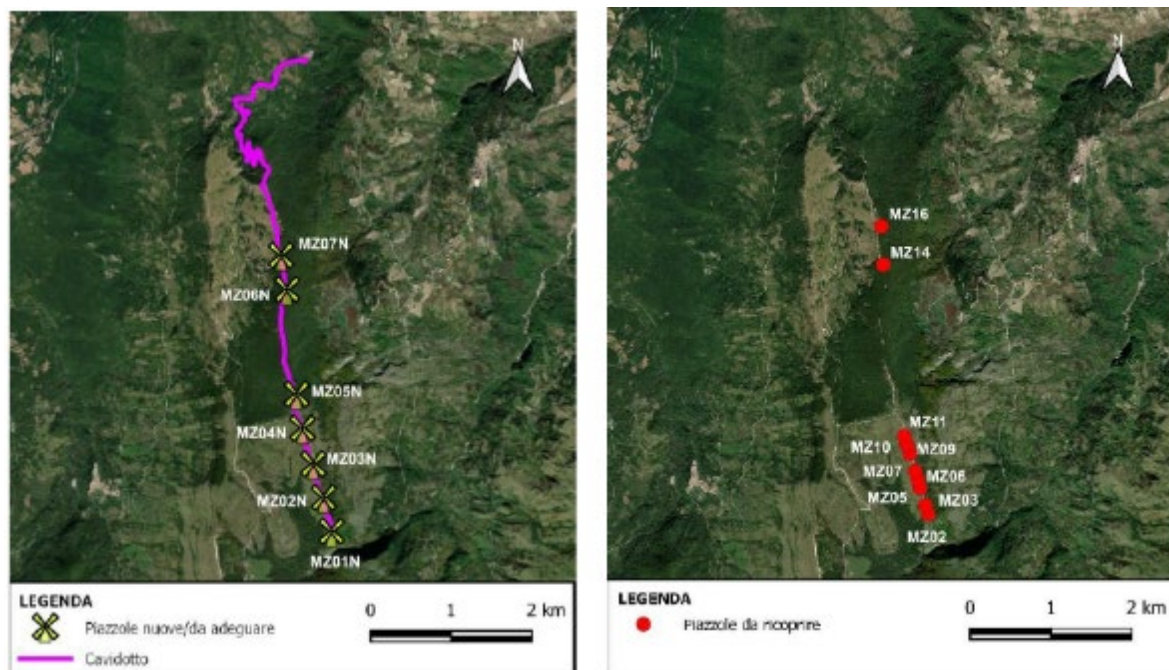 N
MZ07N
MZ06N
MZ05N
MZ04N
MZ03N
MZ02N
MZ01N
LEGENDA
Piazzole nuove/da adeguare
Cavidotto
0 1 2 km
N
MZ16
MZ14
MZ11
MZ10 MZ09
MZ07 MZ06
MZ05 MZ03
MZ02
LEGENDA
Piazzole da ricoprire
0 1 2 km